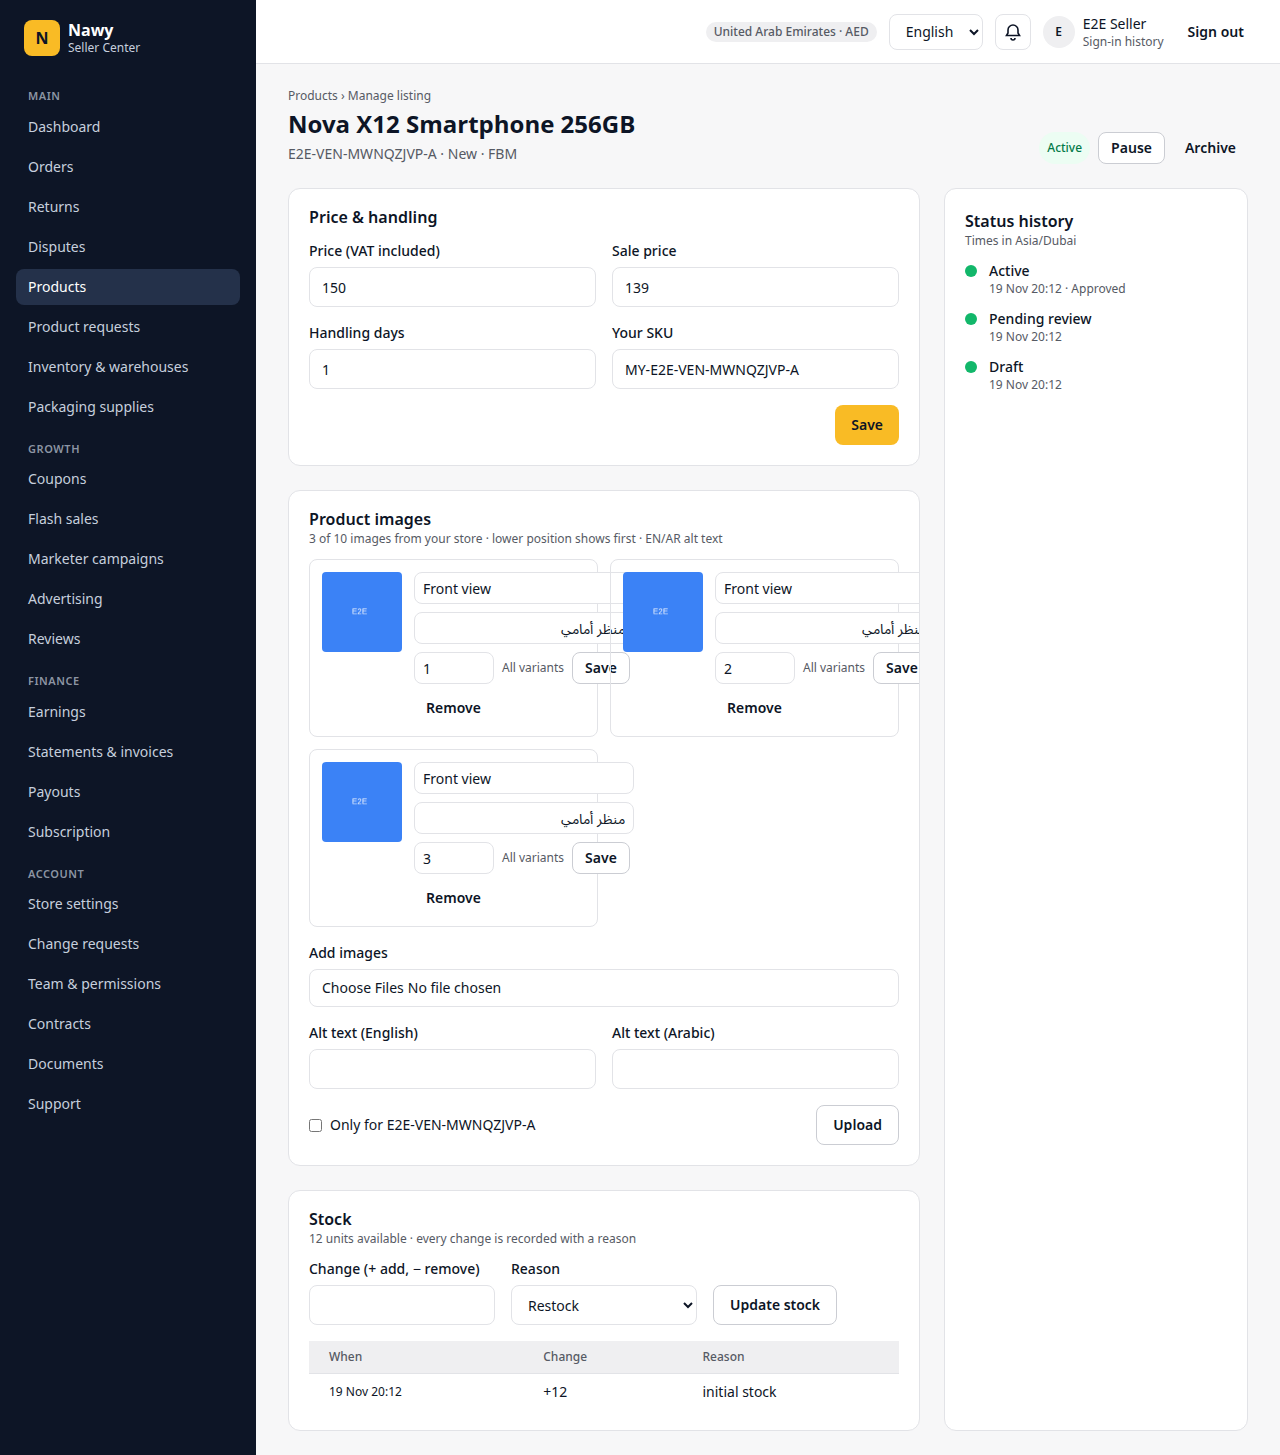 N
Nawy
Seller Center
MAIN
Dashboard
Orders
Returns
Disputes
Products
Product requests
Inventory & warehouses
Packaging supplies
GROWTH
Coupons
Flash sales
Marketer campaigns
Advertising
Reviews
FINANCE
Earnings
Statements & invoices
Payouts
Subscription
ACCOUNT
Store settings
Change requests
Team & permissions
Contracts
Documents
Support
United Arab Emirates · AED
English
E
E2E Seller
Sign-in history
Sign out
Products › Manage listing
Nova X12 Smartphone 256GB
E2E-VEN-MWNQZJVP-A · New · FBM
Active
Pause
Archive
Price & handling
Price (VAT included)
Sale price
150
139
Handling days
Your SKU
1
MY-E2E-VEN-MWNQZJVP-A
Save
Product images
3 of 10 images from your store · lower position shows first · EN/AR alt text
E2E
Front view
منظر أمامي
1
All variants
Save
Remove
E2E
Front view
منظر أمامي
2
All variants
Save
Remove
E2E
Front view
منظر أمامي
3
All variants
Save
Remove
Add images
Choose Files No file chosen
Alt text (English)
Alt text (Arabic)
Only for E2E-VEN-MWNQZJVP-A
Upload
Stock
12 units available · every change is recorded with a reason
Change (+ add, − remove)
Reason
Restock
Update stock
When Change Reason
19 Nov 20:12 +12 initial stock
Status history
Times in Asia/Dubai
Active
19 Nov 20:12 · Approved
Pending review
19 Nov 20:12
Draft
19 Nov 20:12